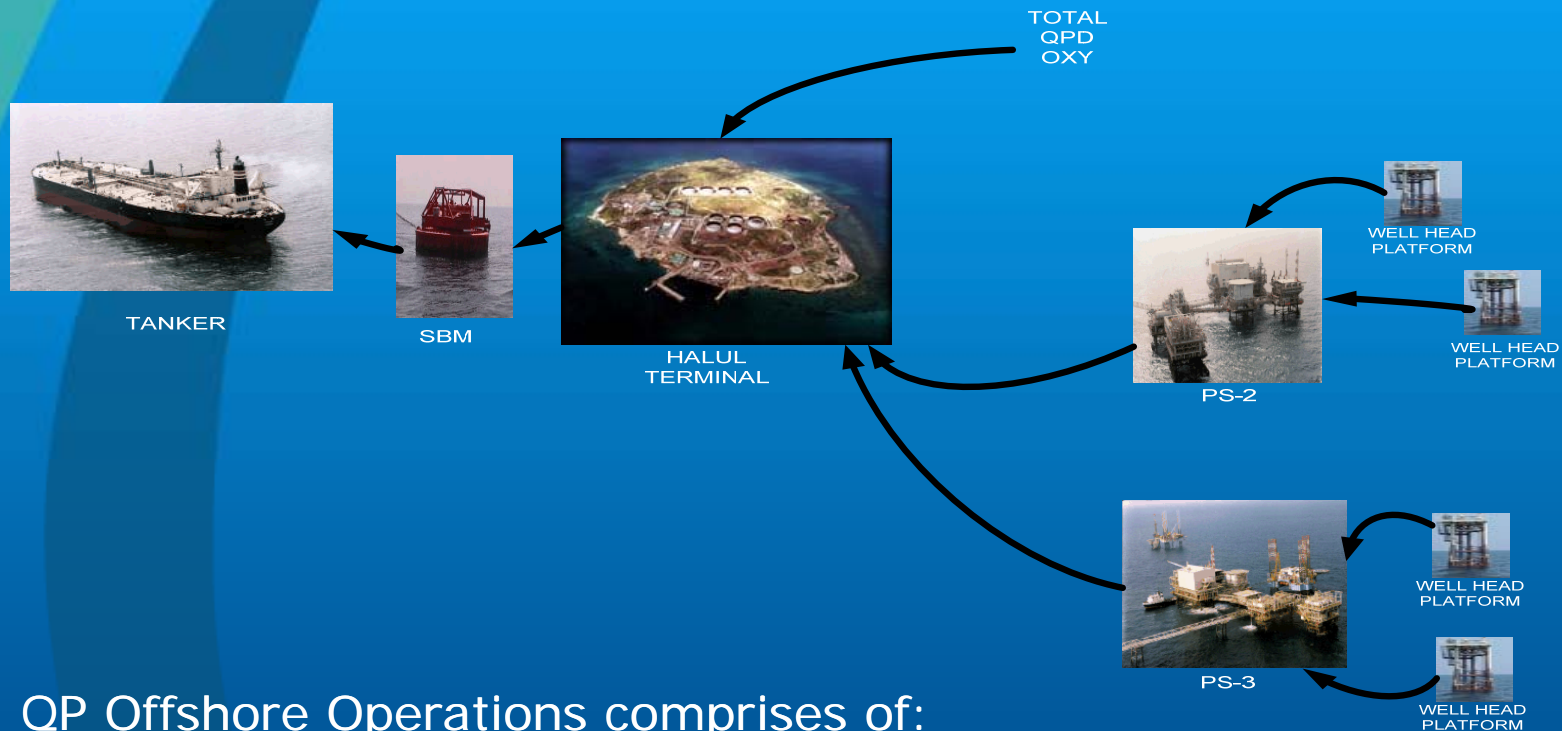 TOTAL
QPD
OXY
WELL HEAD
PLATFORM
TANKER
SBM
HALUL
TERMINAL
WELL HEAD
PLATFORM
PS-2
WELL HEAD
PLATFORM
PS-3
WELL HEAD
PLATFORM
QP Offshore Operations comprises of: